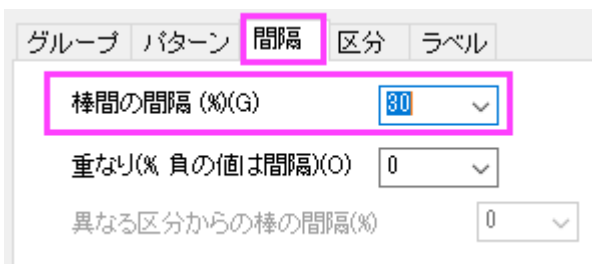 グループ パターン 間隔 区分 ラベル
棒間の間隔 (%)(G) 30
重なり(%, 負の値は間隔)(O) 0
異なる区分からの棒の間隔(%) 0